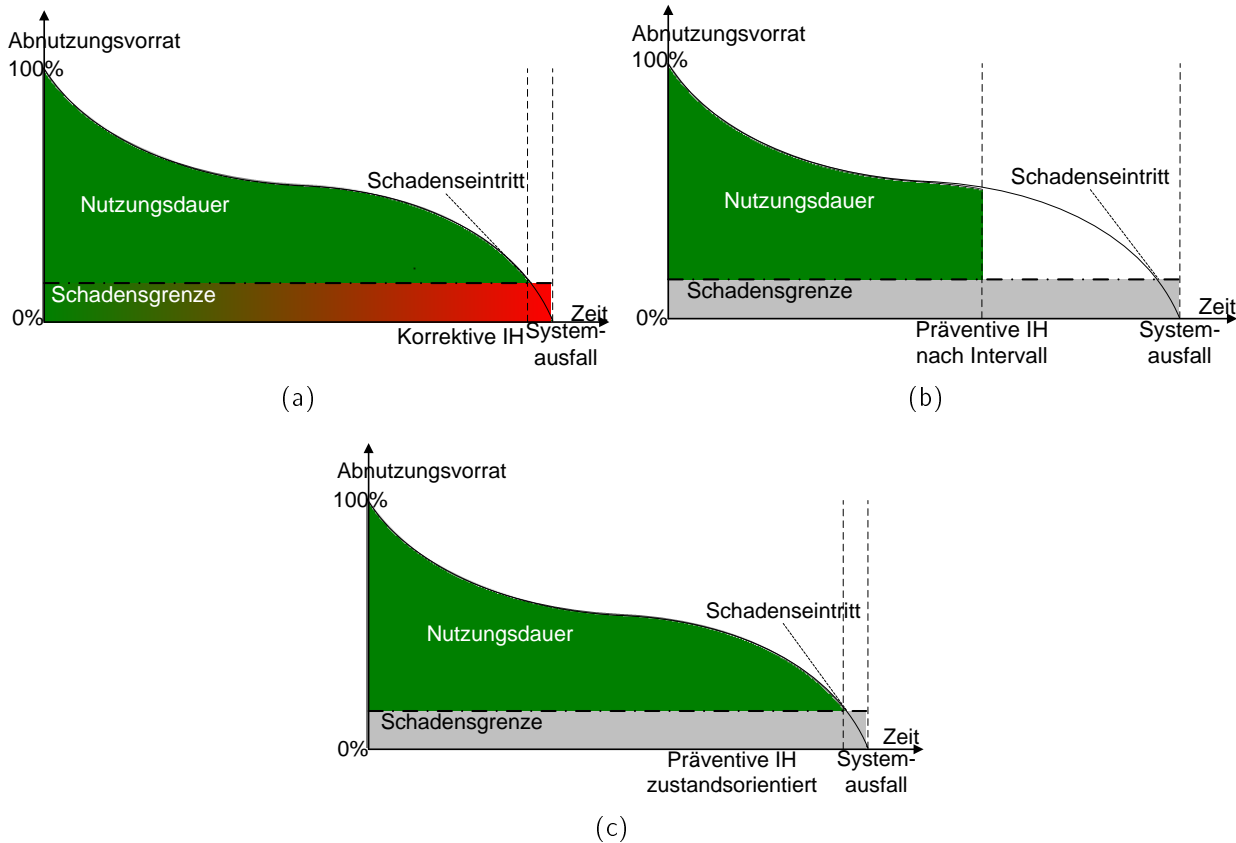 Abnutzungsvorrat
100%
Schadenseintritt
Nutzungsdauer
Schadensgrenze
0%
Zeit
Korrektive IH
System-
ausfall
(a)
Abnutzungsvorrat
100%
Schadenseintritt
Nutzungsdauer
Schadensgrenze
0%
Zeit
Präventive IH
nach Intervall
System-
ausfall
(b)
Abnutzungsvorrat
100%
Schadenseintritt
Nutzungsdauer
Schadensgrenze
0%
Zeit
Präventive IH
zustandsorientiert
System-
ausfall
(c)